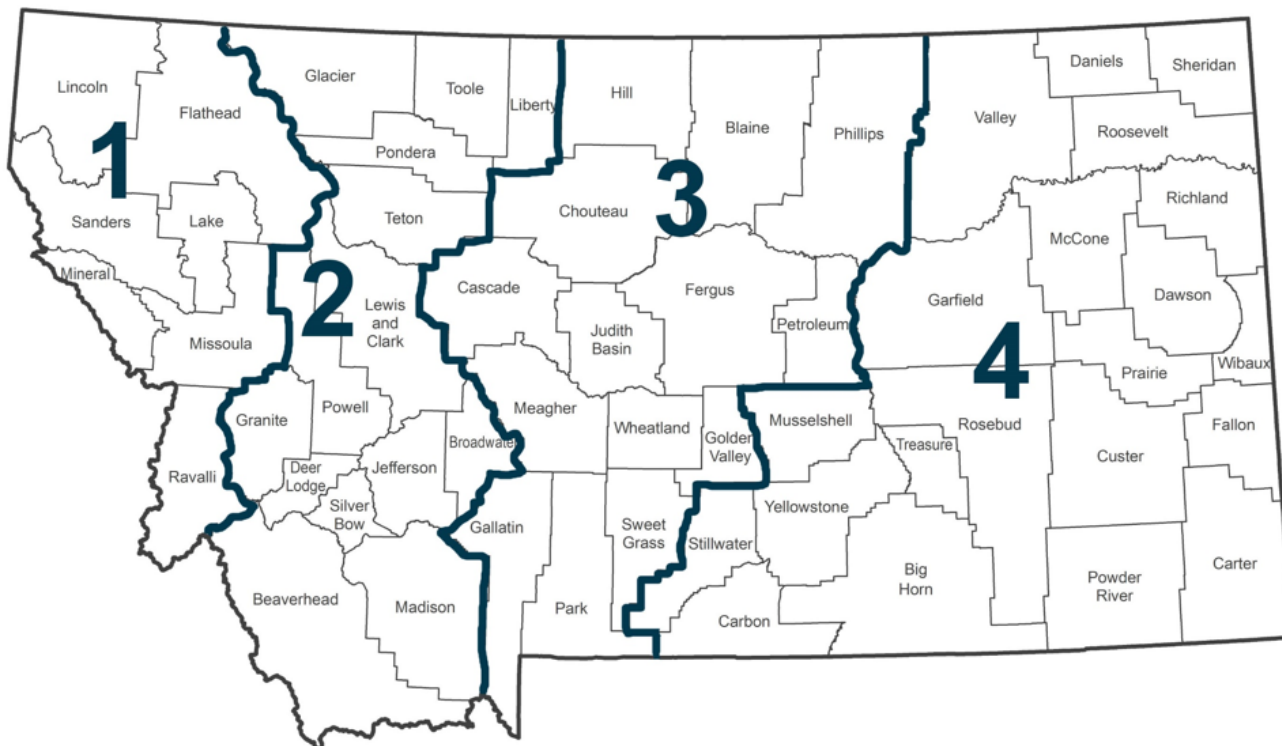 Lincoln
Flathead
1
Sanders
Lake
Mineral
Missoula
Ravalli
Glacier
Toole
Liberty
Pondera
Teton
2
Lewis
and
Clark
Granite
Powell
Broadwater
Jefferson
Deer
Lodge
Silver
Bow
Beaverhead
Madison
Hill
Blaine
Phillips
Chouteau
3
Cascade
Fergus
Judith
Basin
Petroleum
Meagher
Wheatland
Golden
Valley
Gallatin
Sweet
Grass
Park
Valley
Daniels
Sheridan
Roosevelt
Richland
McCone
Garfield
Dawson
4
Prairie
Wibaux
Musselshell
Rosebud
Treasure
Custer
Fallon
Yellowstone
Stillwater
Big
Horn
Powder
River
Carter
Carbon